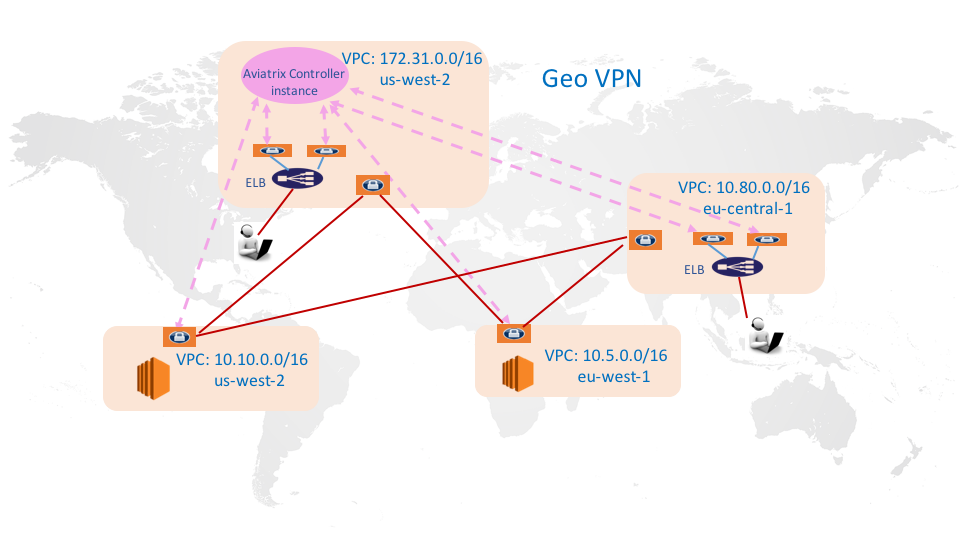 VPC: 172.31.0.0/16
us-west-2
Aviatrix Controller
instance
Geo VPN
ELB
VPC: 10.80.0.0/16
eu-central-1
ELB
VPC: 10.10.0.0/16
us-west-2
VPC: 10.5.0.0/16
eu-west-1